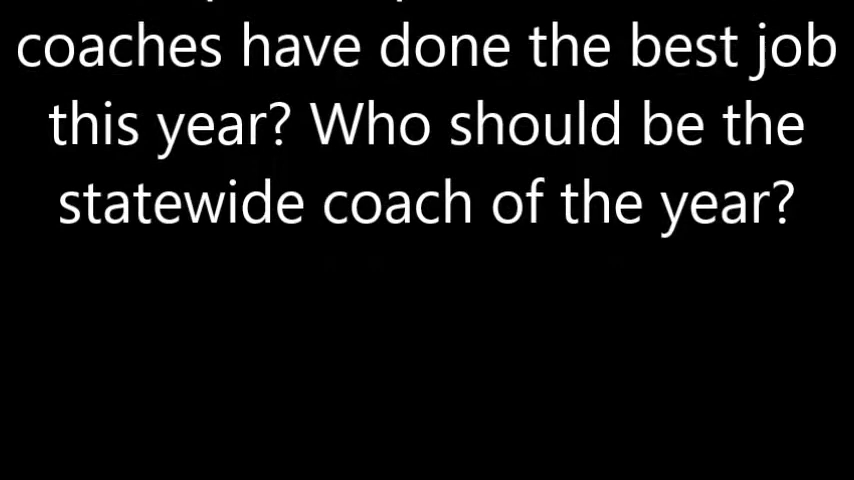 coaches have done the best job
this year? Who should be the
statewide coach of the year?